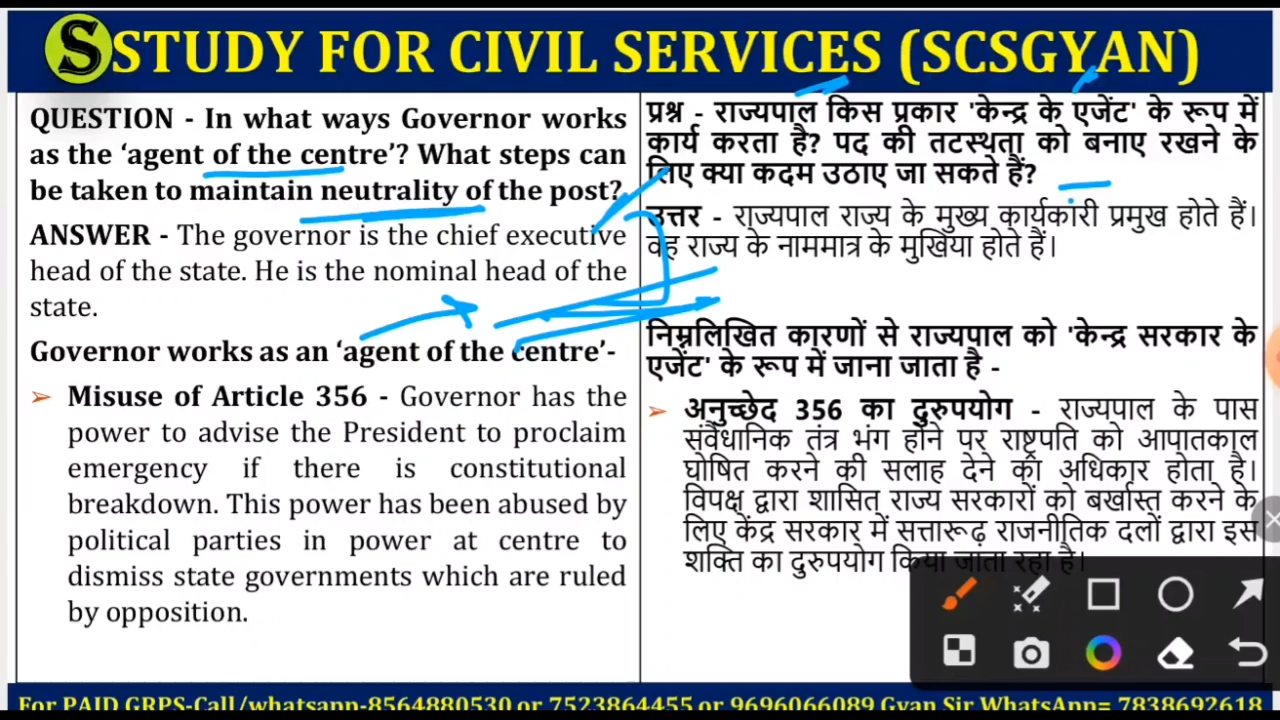 S STUDY FOR CIVIL SERVICES (SCSGYAN)
QUESTION - In what ways Governor works
as the ‘agent of the centre’? What steps can
be taken to maintain neutrality of the post?
ANSWER - The governor is the chief executive
head of the state. He is the nominal head of the
state.
Governor works as an ‘agent of the centre’-
➢ Misuse of Article 356 - Governor has the
power to advise the President to proclaim
emergency if there is constitutional
breakdown. This power has been abused by
political parties in power at centre to
dismiss state governments which are ruled
by opposition.
प्रश्न - राज्यपाल किस प्रकार 'केन्द्र के एजेंट' के रूप में
कार्य करता है? पद की तटस्थता को बनाए रखने के
लिए क्या कदम उठाए जा सकते हैं?
उत्तर - राज्यपाल राज्य के मुख्य कार्यकारी प्रमुख होते हैं।
वह राज्य के नाममात्र के मुखिया होते हैं।
निम्नलिखित कारणों से राज्यपाल को 'केन्द्र सरकार के
एजेंट' के रूप में जाना जाता है -
➢ अनुच्छेद 356 का दुरुपयोग - राज्यपाल के पास
संवैधानिक तंत्र भंग होने पर राष्ट्रपति को आपातकाल
घोषित करने की सलाह देने का अधिकार होता है।
विपक्ष द्वारा शासित राज्य सरकारों को बर्खास्त करने के
लिए केंद्र सरकार में सत्तारूढ़ राजनीतिक दलों द्वारा इस
शक्ति का दुरुपयोग किया जाता रहा है।
For PAID GRPS-Call/whatsapp-8564880530 or 7523864455 or 9696066089 Gyan Sir WhatsApp= 7838692618